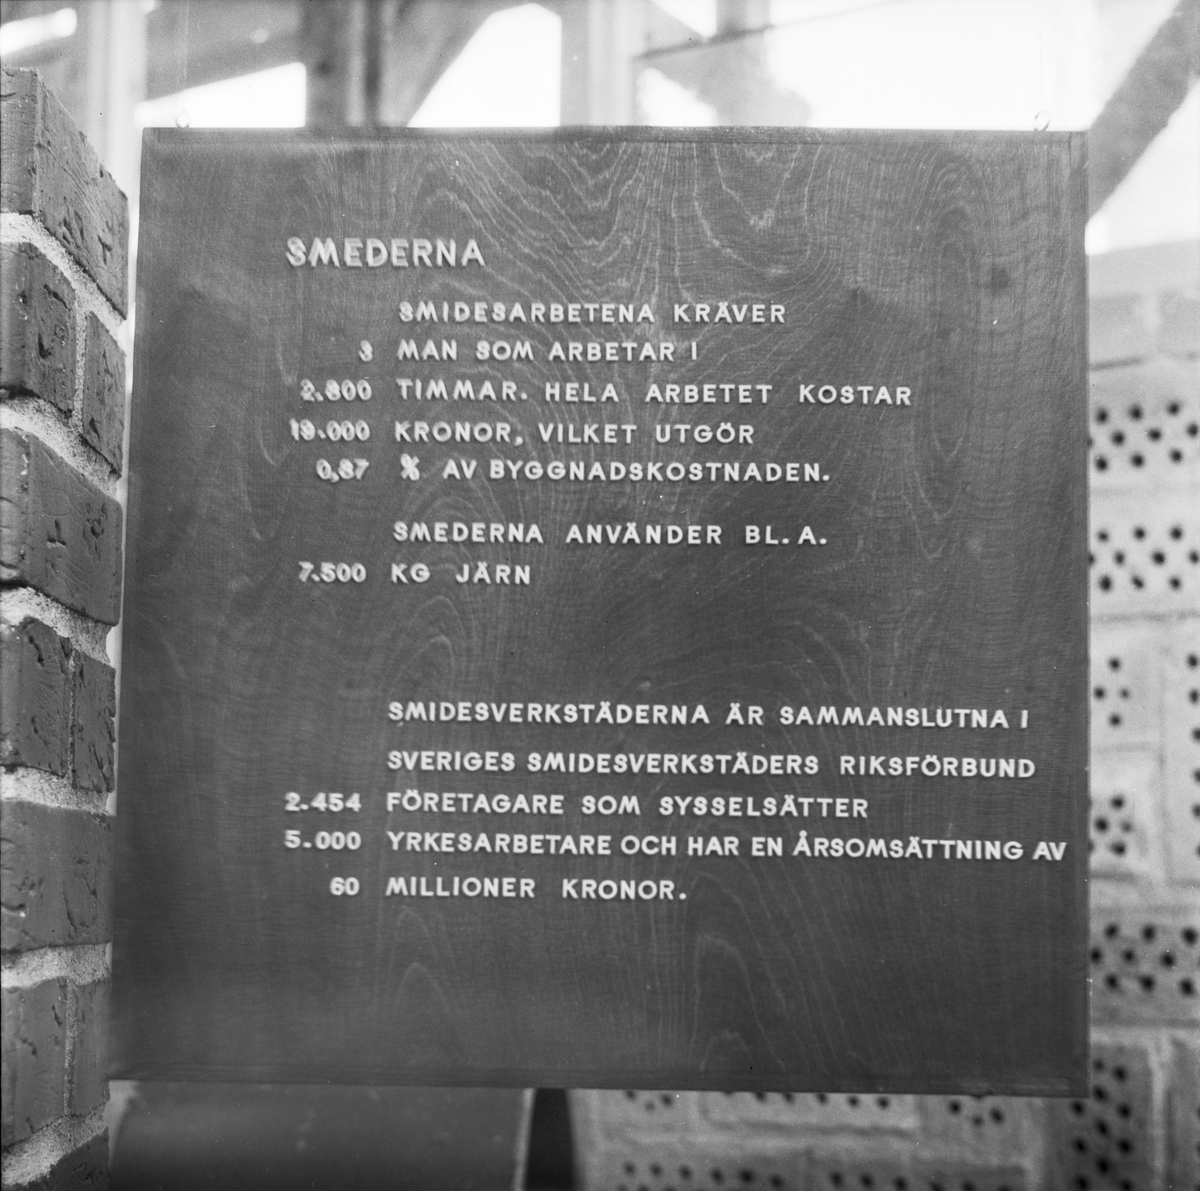 SMEDERNA
SMIDESARBETENA KRÄVER
3 MAN SOM ARBETAR I
2.800 TIMMAR. HELA ARBETET KOSTAR
19.000 KRONOR, VILKET UTGÖR
0,87 % AV BYGGNADSKOSTNADEN.
SMEDERNA ANVÄNDER BL. A.
7.500 KG JÄRN
SMIDESVERKSTÄDERNA ÄR SAMMANSLUTNA I
SVERIGES SMIDESVERKSTÄDERS RIKSFÖRBUND
2.454 FÖRETAGARE SOM SYSSELSÄTTER
5.000 YRKESARBETARE OCH HAR EN ÅRSOMSÄTTNING AV
60 MILLIONER KRONOR.